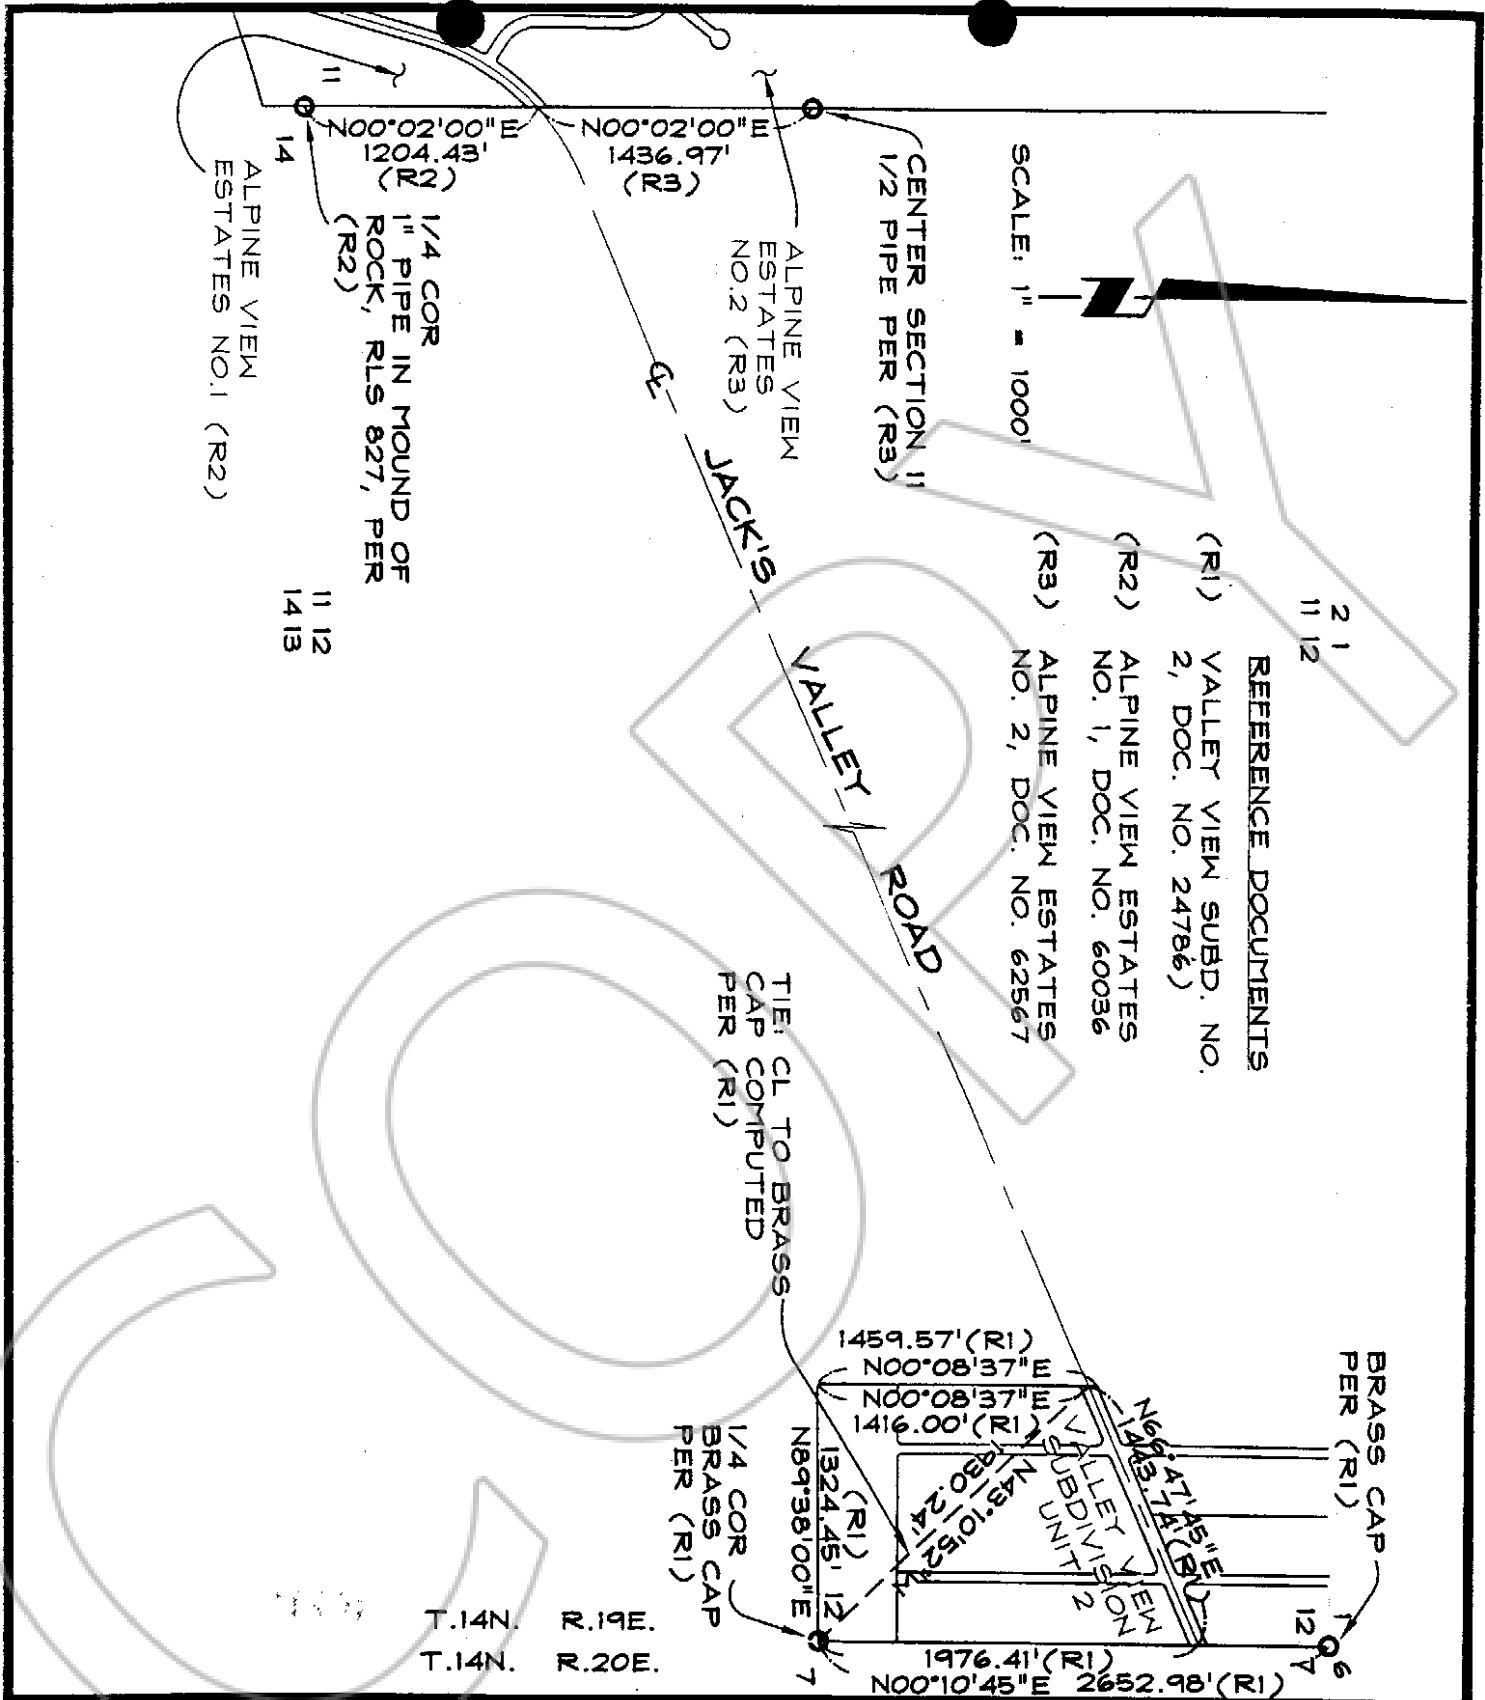 SCALE: 1" = 1000'
REFERENCE DOCUMENTS
(R1) VALLEY VIEW SUBD. NO.
2, DOC. NO. 24786)
(R2) ALPINE VIEW ESTATES
NO. 1, DOC. NO. 60036
(R3) ALPINE VIEW ESTATES
NO. 2, DOC. NO. 62567
2 1
11 12
CENTER SECTION 11
1/2 PIPE PER (R3)
ALPINE VIEW
ESTATES
NO.2 (R3)
N00°02'00"E
1436.97'
(R3)
N00°02'00"E
1204.43'
(R2)
11
14
1/4 COR
1" PIPE IN MOUND OF
ROCK, RLS 827, PER
(R2)
ALPINE VIEW
ESTATES NO.1 (R2)
11 12
14 13
CL
JACK'S
VALLEY
ROAD
TIE: CL TO BRASS
CAP COMPUTED
PER (R1)
BRASS CAP
PER (R1)
1459.57'(R1)
N00°08'37"E
N00°08'37"E
1416.00'(R1)
1443.74'(R1)
VALLEY VIEW
SUBDIVISION
UNIT 2
N43°10'52"
930.24'
(R1)
1324.45'
N89°38'00"E
12
7
1/4 COR
BRASS CAP
PER (R1)
1976.41'(R1)
N00°10'45"E 2652.98'(R1)
1
6
12
7
T.14N. R.19E.
T.14N. R.20E.
COPY